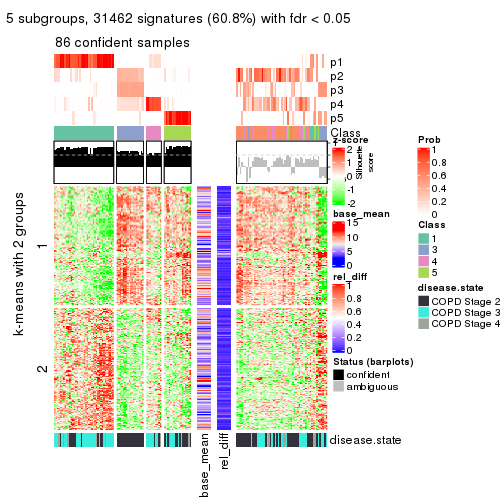 5 subgroups, 31462 signatures (60.8%) with fdr < 0.05
86 confident samples
p1
p2
p3
p4
p5
Class
k-means with 2 groups
1
2
base_mean
rel_diff
disease.state
z-score
2
1
0
-1
-2
Silhouette
score
base_mean
15
10
5
0
rel_diff
1
0.8
0.6
0.4
0.2
0
Status (barplots)
confident
ambiguous
Prob
1
0.8
0.6
0.4
0.2
0
Class
1
3
4
5
disease.state
COPD Stage 2
COPD Stage 3
COPD Stage 4